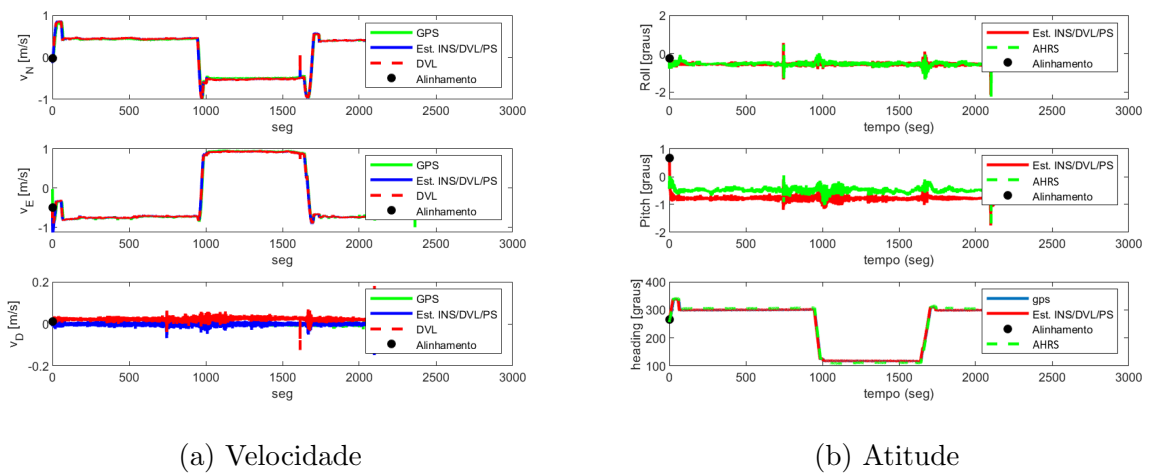 1
0
-1
v_N [m/s]
0 500 1000 1500 2000 2500 3000
seg
GPS
Est. INS/DVL/PS
DVL
Alinhamento
1
0
-1
v_E [m/s]
0 500 1000 1500 2000 2500 3000
seg
GPS
Est. INS/DVL/PS
DVL
Alinhamento
0.2
0
-0.2
v_D [m/s]
0 500 1000 1500 2000 2500 3000
seg
GPS
Est. INS/DVL/PS
DVL
Alinhamento
(a) Velocidade
2
0
-2
Roll [graus]
0 500 1000 1500 2000 2500 3000
tempo (seg)
Est. INS/DVL/PS
AHRS
Alinhamento
1
0
-1
-2
Pitch [graus]
0 500 1000 1500 2000 2500 3000
tempo (seg)
Est. INS/DVL/PS
AHRS
Alinhamento
400
300
200
100
heading [graus]
0 500 1000 1500 2000 2500 3000
tempo (seg)
gps
Est. INS/DVL/PS
Alinhamento
AHRS
(b) Atitude